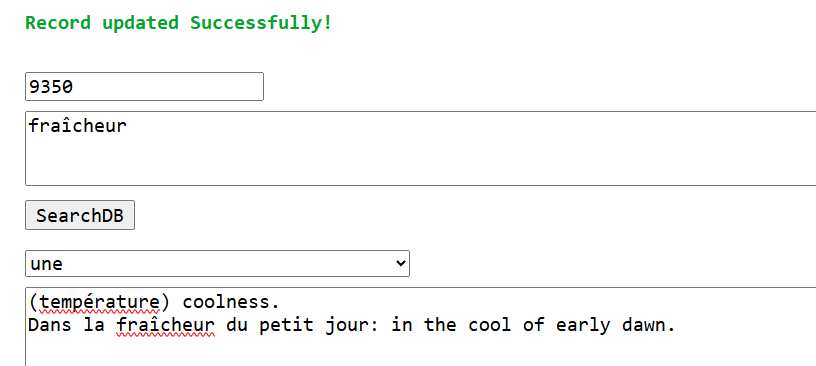 Record updated Successfully!
9350
fraîcheur
SearchDB
une
(température) coolness.
Dans la fraîcheur du petit jour: in the cool of early dawn.